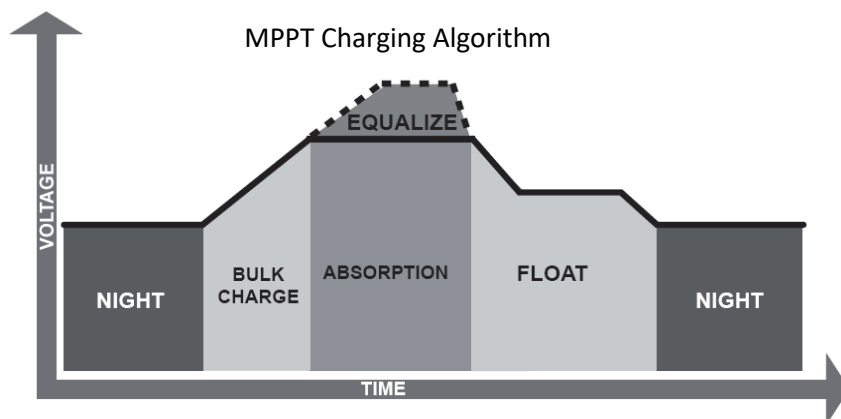 MPPT Charging Algorithm
EQUALIZE
VOLTAGE
NIGHT
BULK
CHARGE
ABSORPTION
FLOAT
NIGHT
TIME